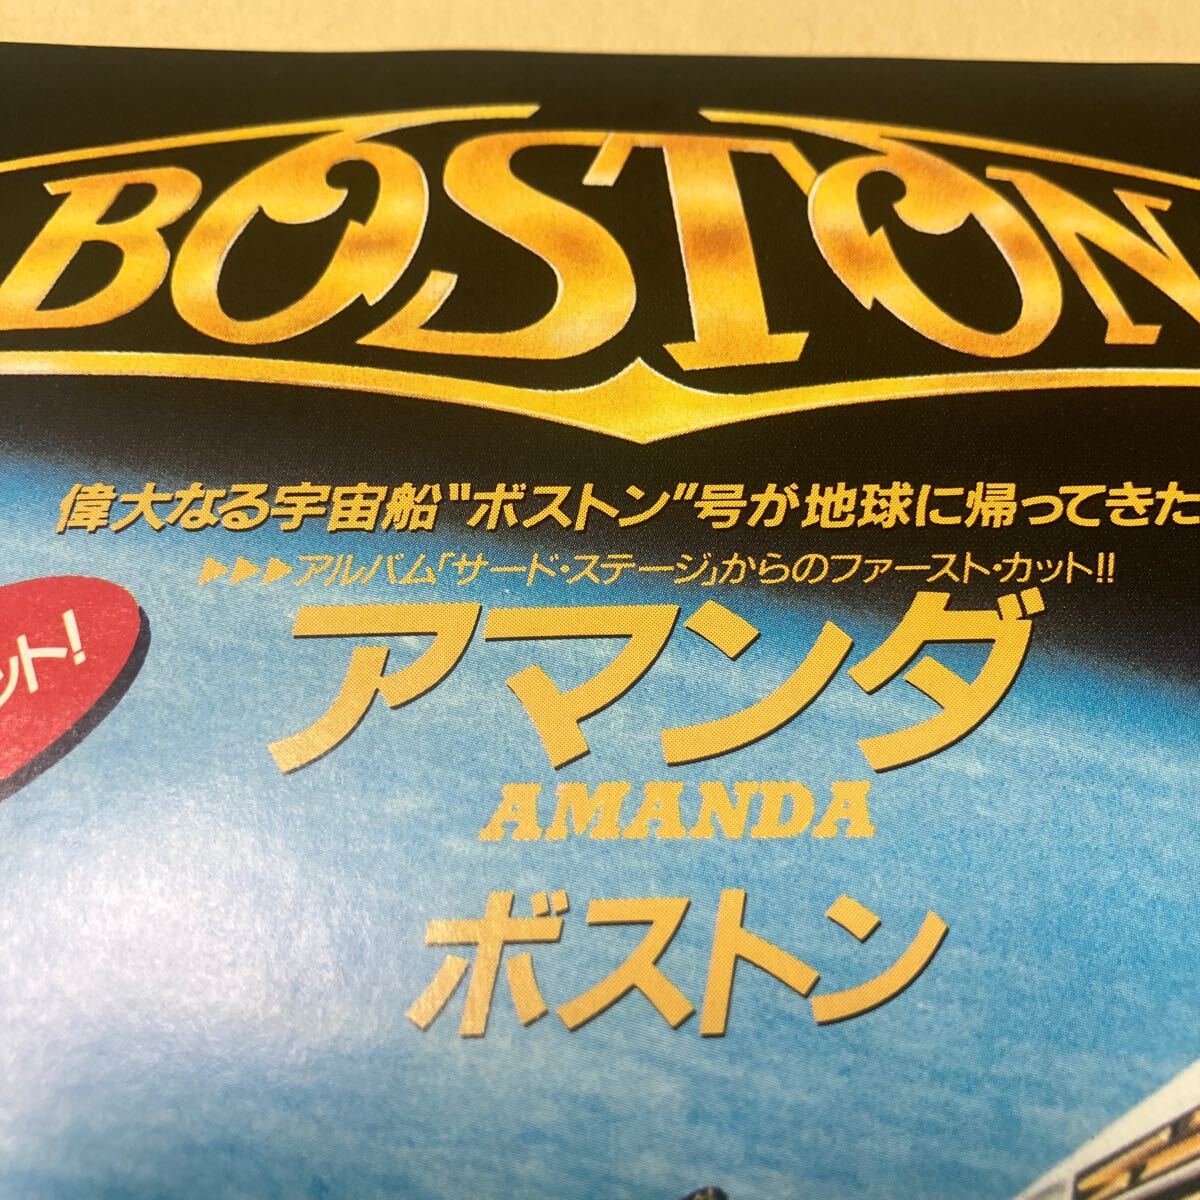 BOSTON
偉大なる宇宙船"ボストン"号が地球に帰ってきた
▶▶▶アルバム「サード・ステージ」からのファースト・カット!!
ット!
アマンダ
AMANDA
ボストン